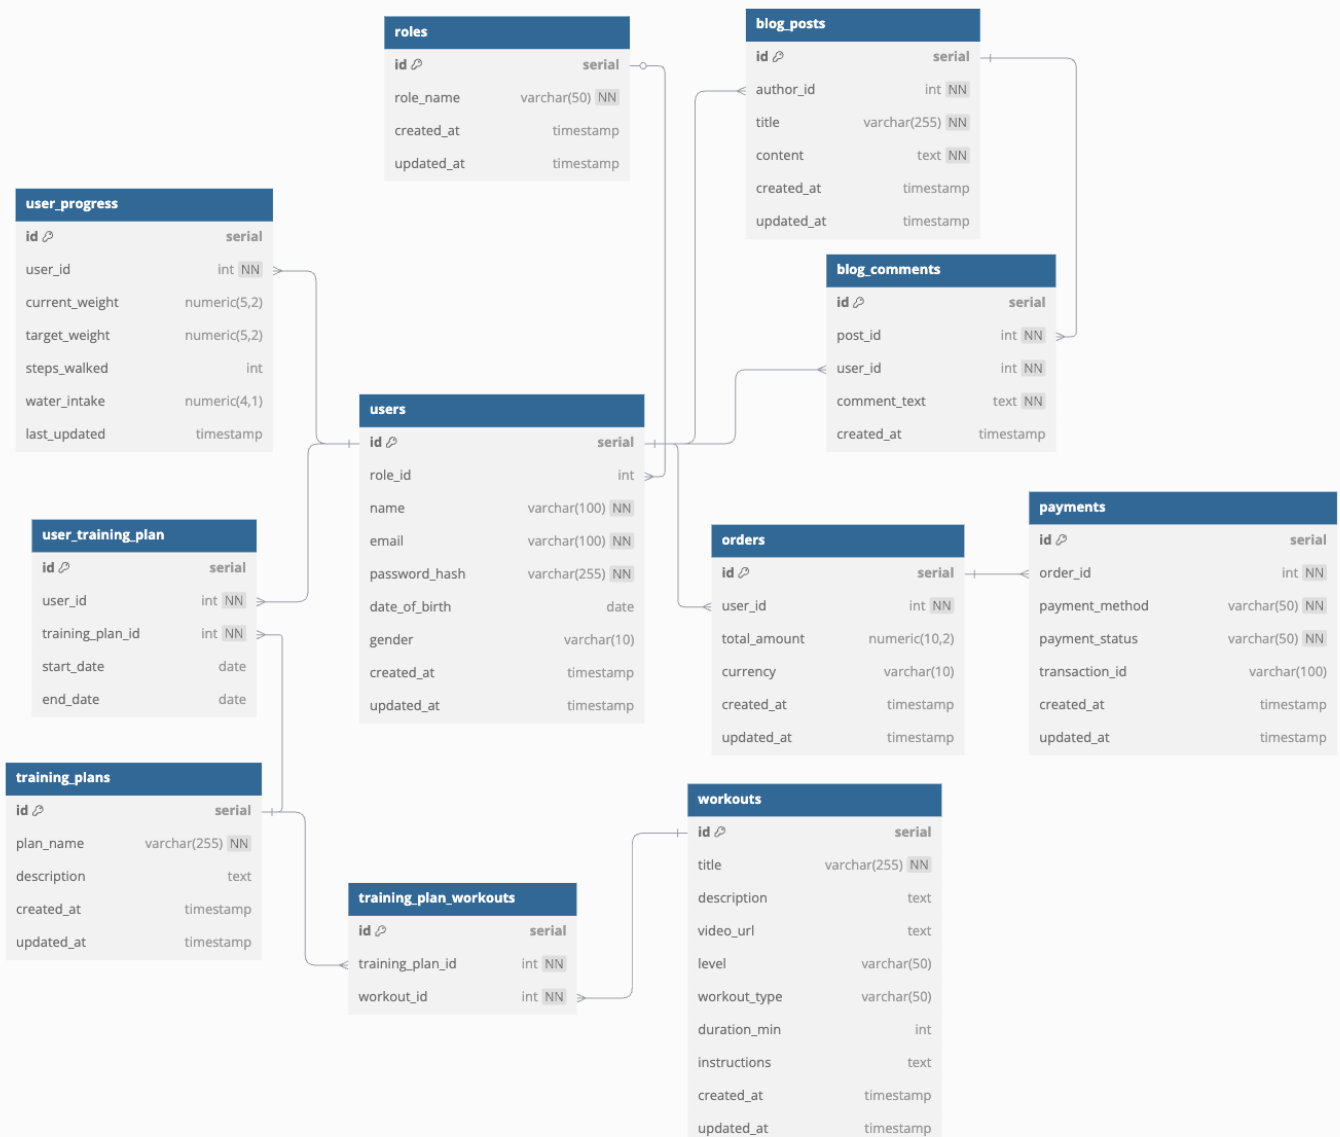 roles
id serial
role_name varchar(50) NN
created_at timestamp
updated_at timestamp
blog_posts
id serial
author_id int NN
title varchar(255) NN
content text NN
created_at timestamp
updated_at timestamp
user_progress
id serial
user_id int NN
current_weight numeric(5,2)
target_weight numeric(5,2)
steps_walked int
water_intake numeric(4,1)
last_updated timestamp
blog_comments
id serial
post_id int NN
user_id int NN
comment_text text NN
created_at timestamp
users
id serial
role_id int
name varchar(100) NN
email varchar(100) NN
password_hash varchar(255) NN
date_of_birth date
gender varchar(10)
created_at timestamp
updated_at timestamp
user_training_plan
id serial
user_id int NN
training_plan_id int NN
start_date date
end_date date
orders
id serial
user_id int NN
total_amount numeric(10,2)
currency varchar(10)
created_at timestamp
updated_at timestamp
payments
id serial
order_id int NN
payment_method varchar(50) NN
payment_status varchar(50) NN
transaction_id varchar(100)
created_at timestamp
updated_at timestamp
training_plans
id serial
plan_name varchar(255) NN
description text
created_at timestamp
updated_at timestamp
training_plan_workouts
id serial
training_plan_id int NN
workout_id int NN
workouts
id serial
title varchar(255) NN
description text
video_url text
level varchar(50)
workout_type varchar(50)
duration_min int
instructions text
created_at timestamp
updated_at timestamp